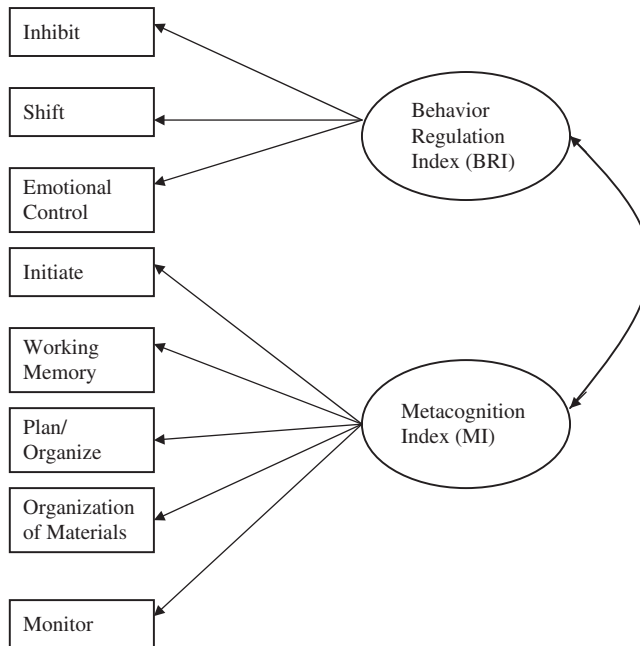 Inhibit
Shift
Emotional
Control
Initiate
Working
Memory
Plan/
Organize
Organization
of Materials
Monitor
Behavior
Regulation
Index (BRI)
Metacognition
Index (MI)